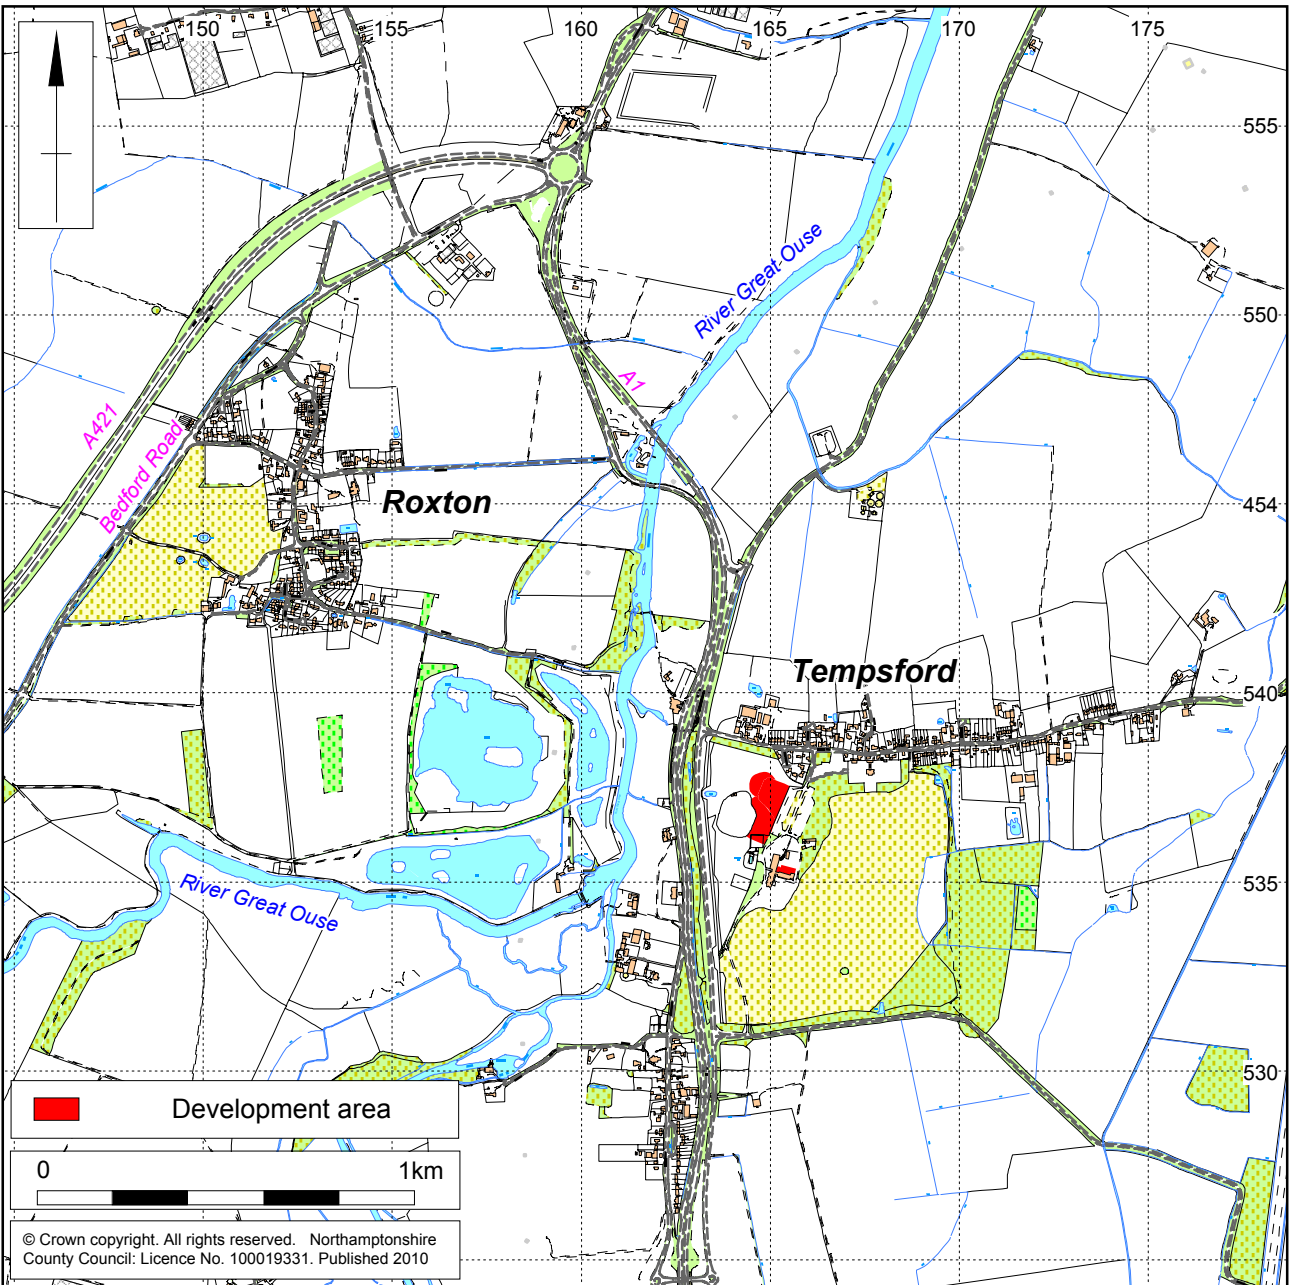 150 155 160 165 170 175
555
River Great Ouse
550
A1
A421
Bedford Road
Roxton
454
Tempsford
540
River Great Ouse
535
530
Development area
0 1km
© Crown copyright. All rights reserved. Northamptonshire
County Council: Licence No. 100019331. Published 2010